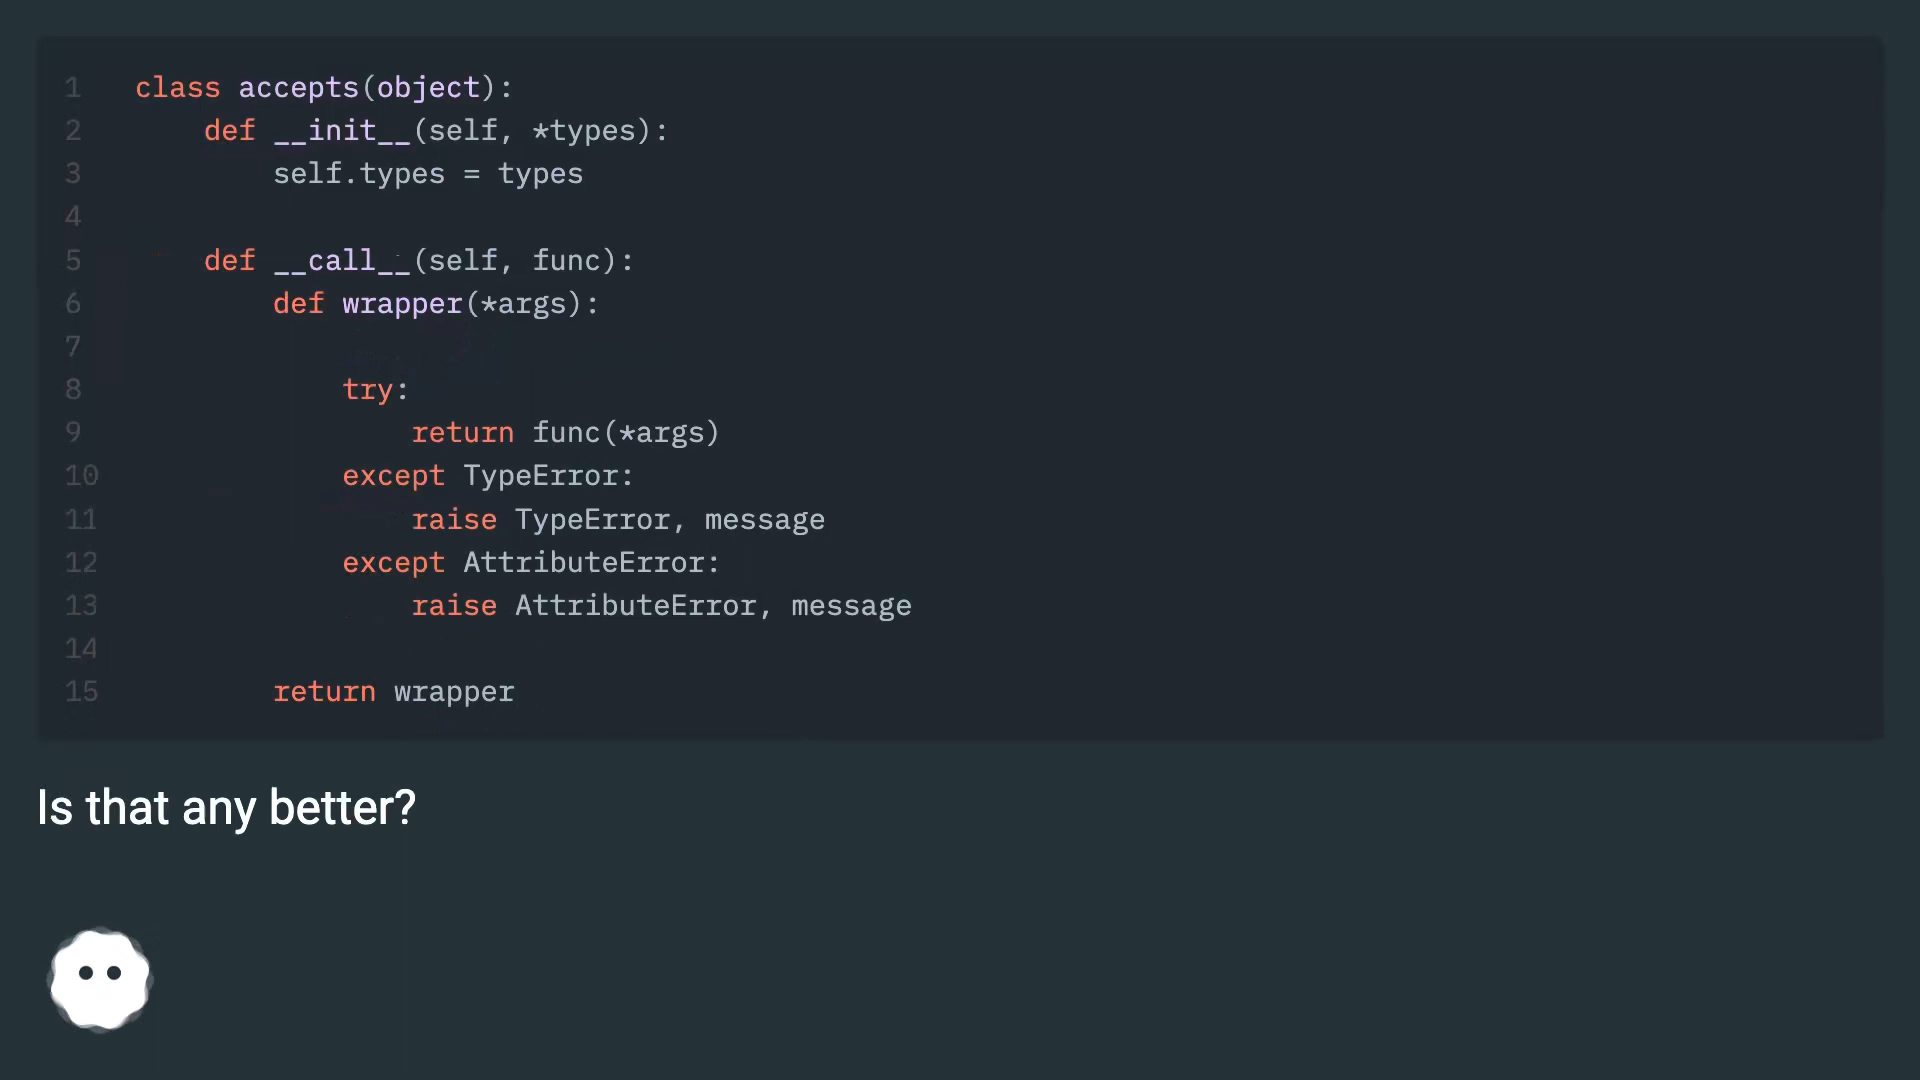 1 class accepts(object):
2     def __init__(self, *types):
3         self.types = types
4
5     def __call__(self, func):
6         def wrapper(*args):
7
8             try:
9                 return func(*args)
10             except TypeError:
11                 raise TypeError, message
12             except AttributeError:
13                 raise AttributeError, message
14
15         return wrapper
Is that any better?